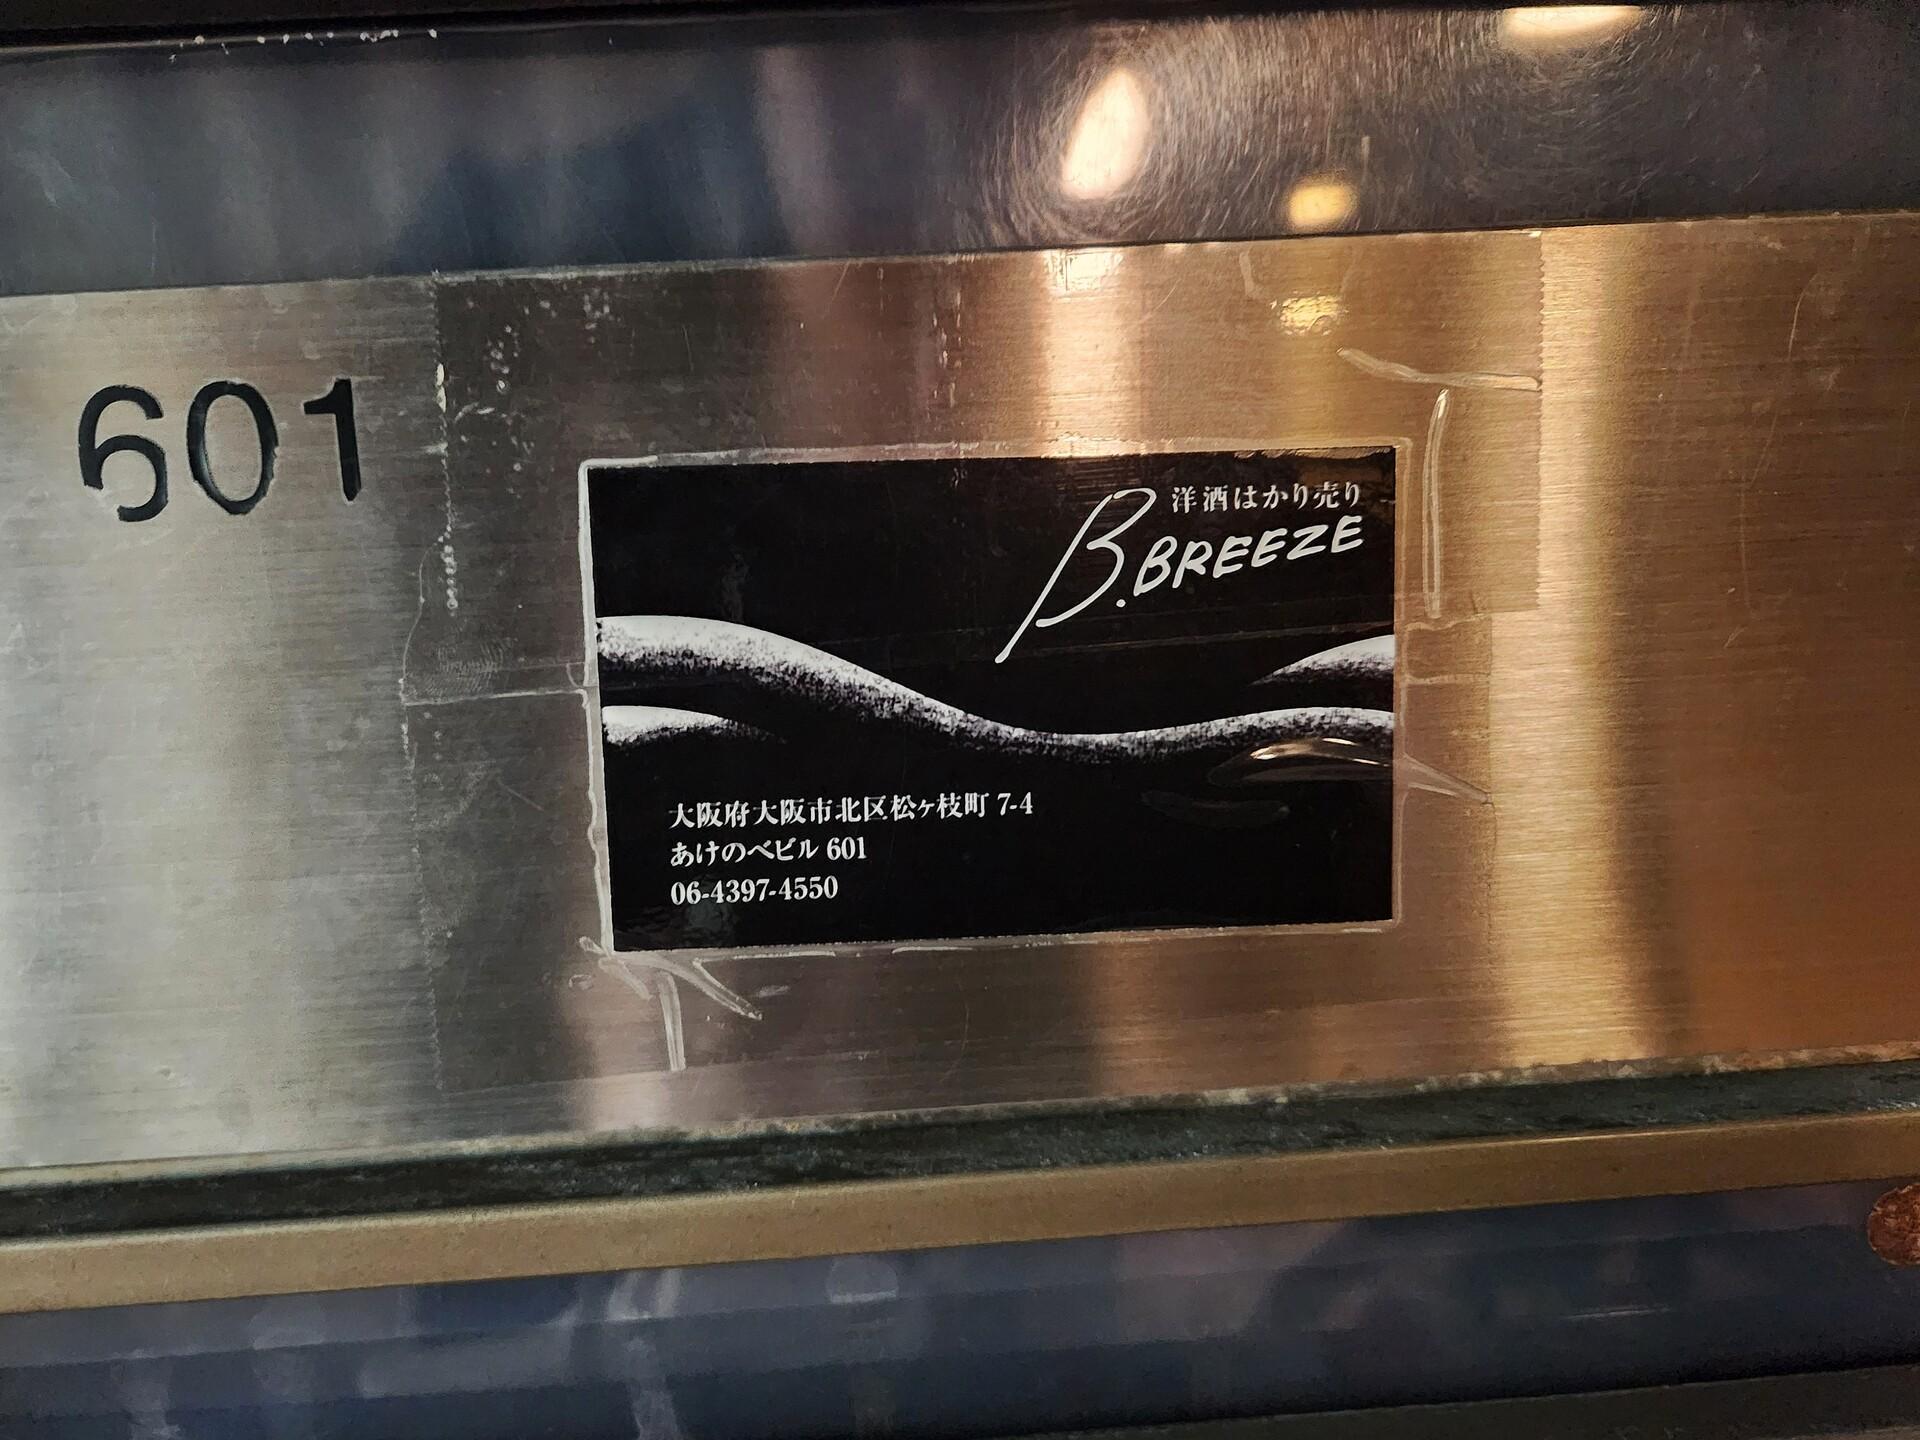 601
洋酒はかり売り
B.BREEZE
大阪府大阪市北区松ヶ枝町 7-4
あけのべビル 601
06-4397-4550